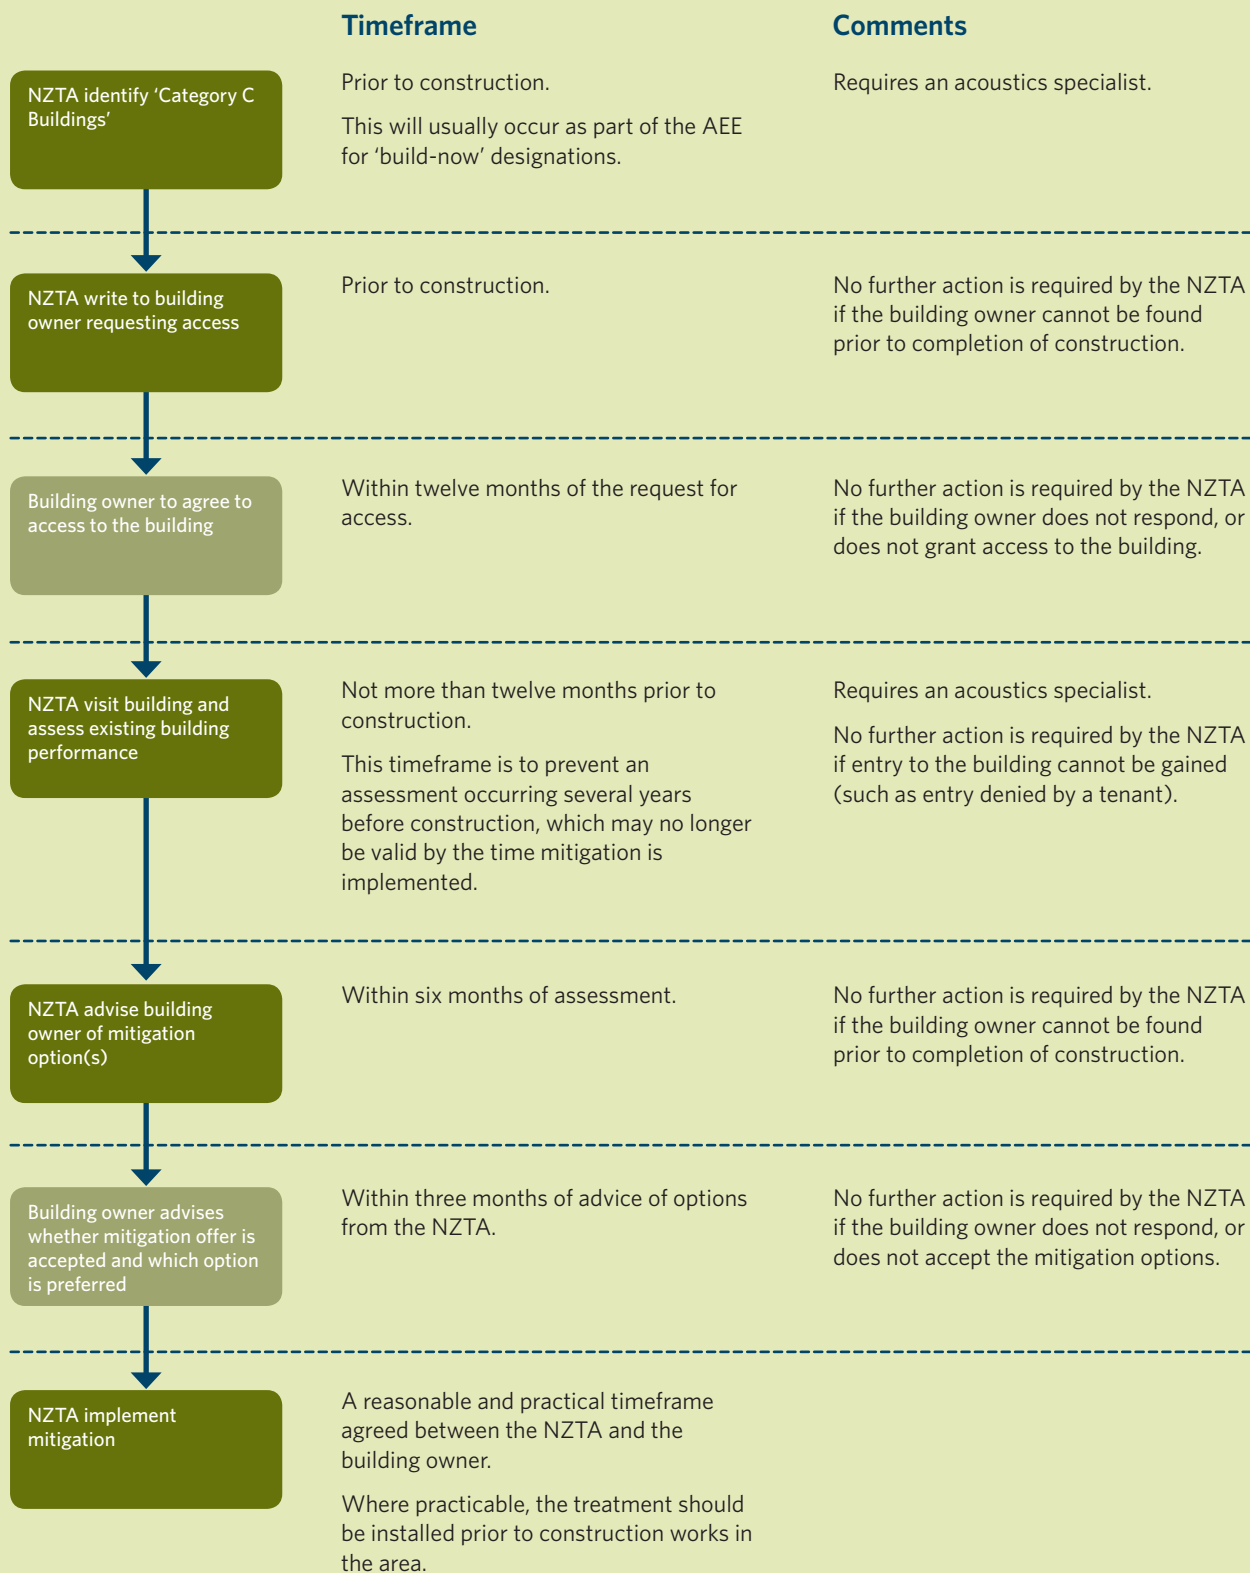 Timeframe
Comments
NZTA identify ‘Category C
Buildings’
Prior to construction.
This will usually occur as part of the AEE
for ‘build-now’ designations.
Requires an acoustics specialist.
NZTA write to building
owner requesting access
Prior to construction.
No further action is required by the NZTA
if the building owner cannot be found
prior to completion of construction.
Building owner to agree to
access to the building
Within twelve months of the request for
access.
No further action is required by the NZTA
if the building owner does not respond, or
does not grant access to the building.
NZTA visit building and
assess existing building
performance
Not more than twelve months prior to
construction.
This timeframe is to prevent an
assessment occurring several years
before construction, which may no longer
be valid by the time mitigation is
implemented.
Requires an acoustics specialist.
No further action is required by the NZTA
if entry to the building cannot be gained
(such as entry denied by a tenant).
NZTA advise building
owner of mitigation
option(s)
Within six months of assessment.
No further action is required by the NZTA
if the building owner cannot be found
prior to completion of construction.
Building owner advises
whether mitigation offer is
accepted and which option
is preferred
Within three months of advice of options
from the NZTA.
No further action is required by the NZTA
if the building owner does not respond, or
does not accept the mitigation options.
NZTA implement
mitigation
A reasonable and practical timeframe
agreed between the NZTA and the
building owner.
Where practicable, the treatment should
be installed prior to construction works in
the area.